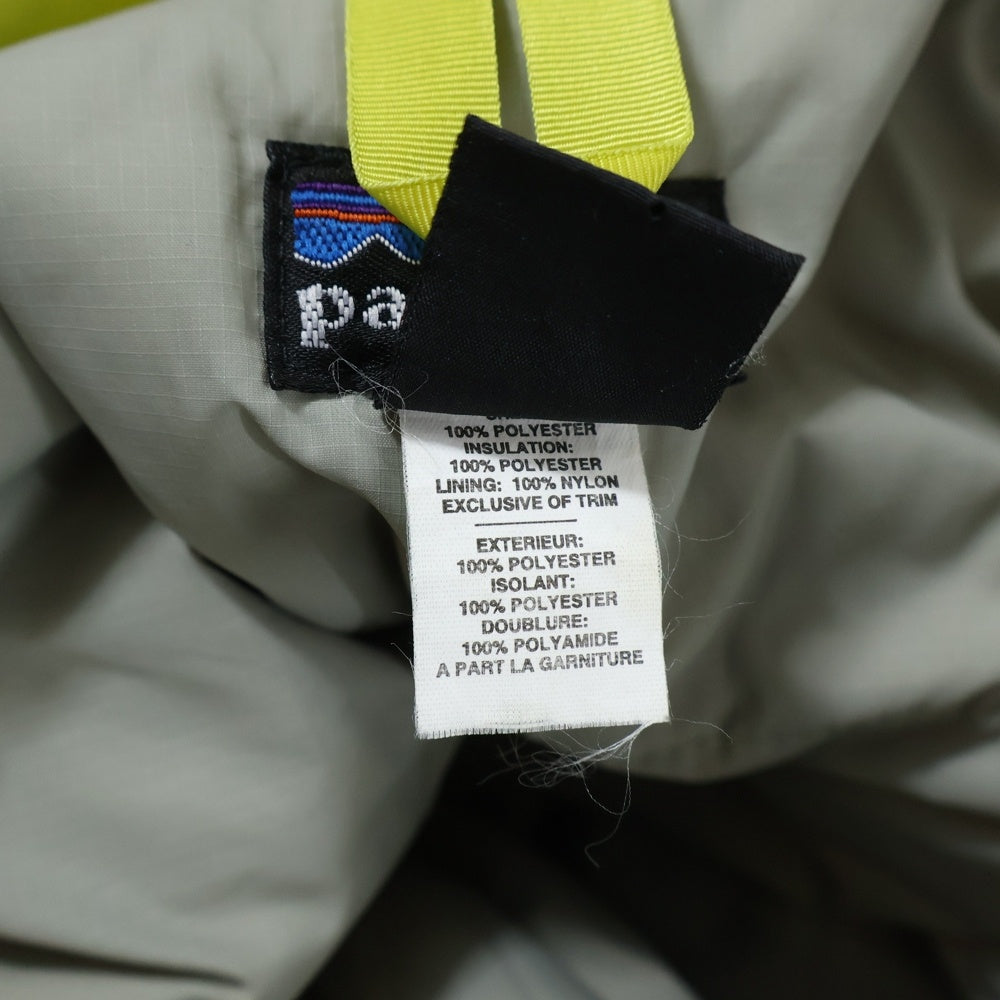 pa
100% POLYESTER
INSULATION:
100% POLYESTER
LINING: 100% NYLON
EXCLUSIVE OF TRIM
EXTERIEUR:
100% POLYESTER
ISOLANT:
100% POLYESTER
DOUBLURE:
100% POLYAMIDE
A PART LA GARNITURE